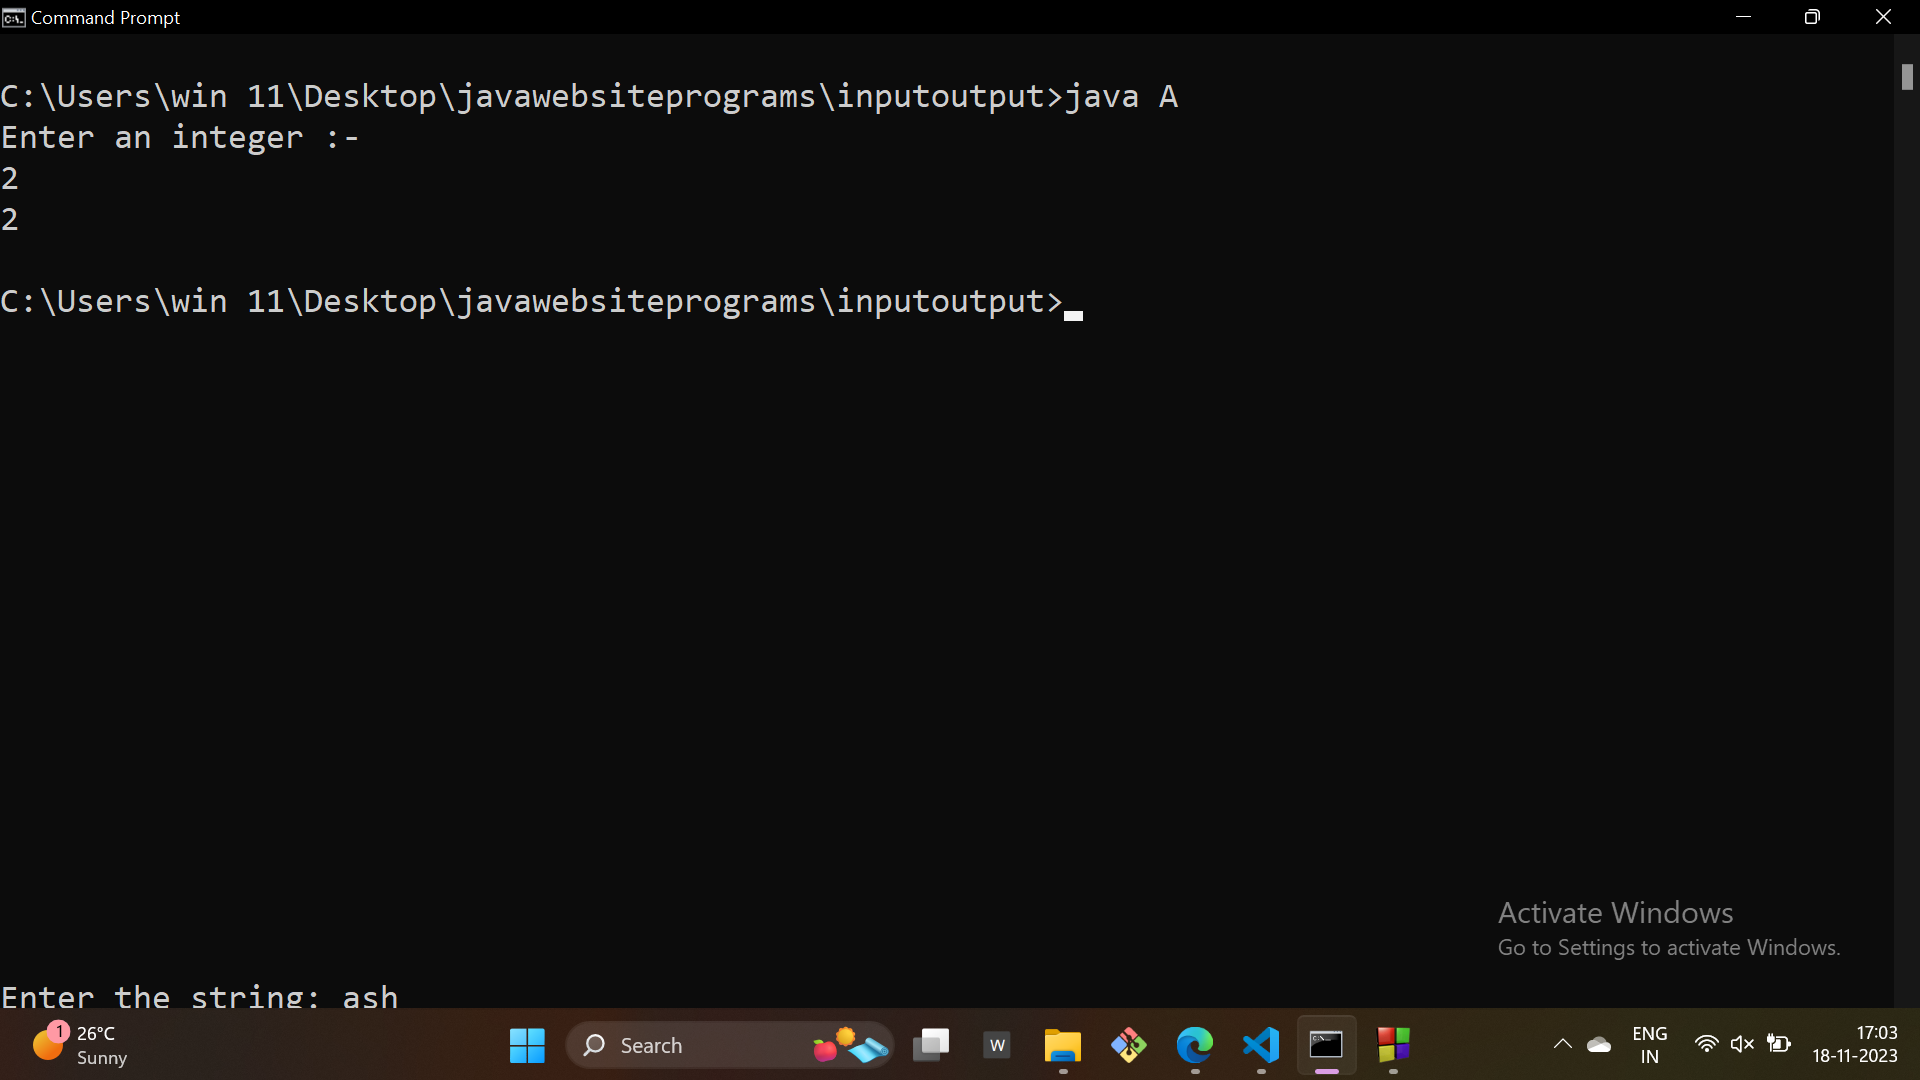 Command Prompt
C:\Users\win 11\Desktop\javawebsiteprograms\inputoutput>java A
Enter an integer :-
2
2
C:\Users\win 11\Desktop\javawebsiteprograms\inputoutput>
Activate Windows
Go to Settings to activate Windows.
Enter the string: ash
1
26°C
Sunny
Search
W
ENG
IN
17:03
18-11-2023